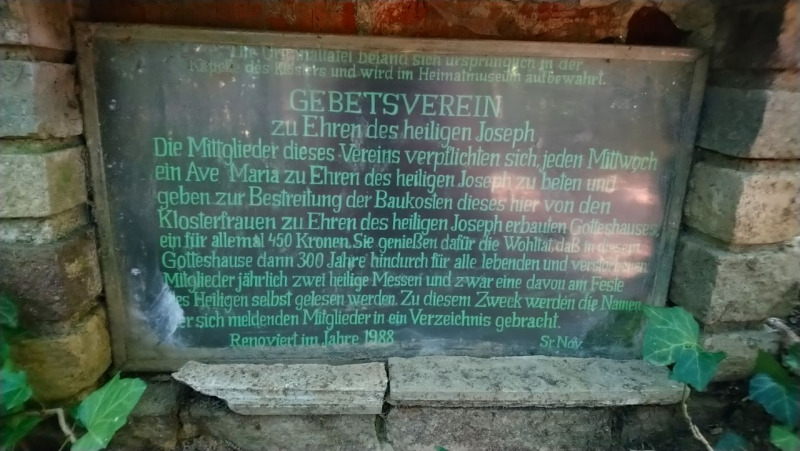 Die Originaltafel befand sich ursprünglich in der
Kapelle des Klosters und wird im Heimatmuseum aufbewahrt.
GEBETSVEREIN
zu Ehren des heiligen Joseph
Die Mitglieder dieses Vereins verpflichten sich, jeden Mittwoch
ein Ave Maria zu Ehren des heiligen Joseph zu beten und
geben zur Bestreitung der Baukosten dieses hier von den
Klosterfrauen zu Ehren des heiligen Joseph erbauten Gotteshauses,
ein für allemal 450 Kronen. Sie genießen dafür die Wohltat, daß in diesem
Gotteshause dann 300 Jahre hindurch für alle lebenden und verstorbenen
Mitglieder jährlich zwei heilige Messen und zwar eine davon am Feste
des Heiligen selbst gelesen werden. Zu diesem Zweck werden die Namen
der sich meldenden Mitglieder in ein Verzeichnis gebracht.
Renoviert im Jahre 1988 Sr. Nov.